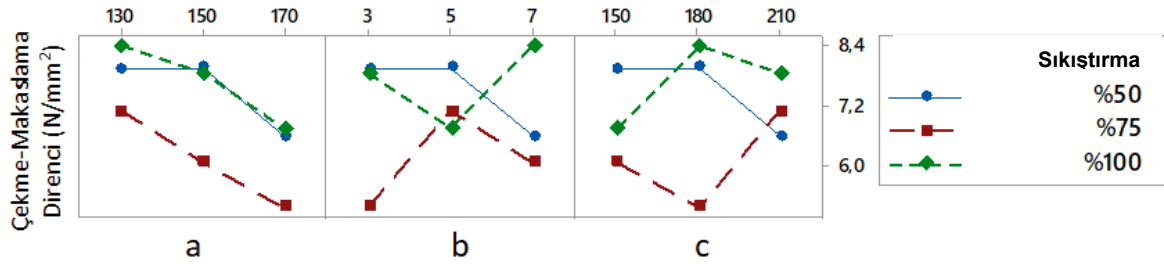 130 150 170 3 5 7 150 180 210
Çekme-Makaslama
Direnci (N/mm²)
8.4
7.2
6,0
Sıkıştırma
%50
%75
%100
a b c